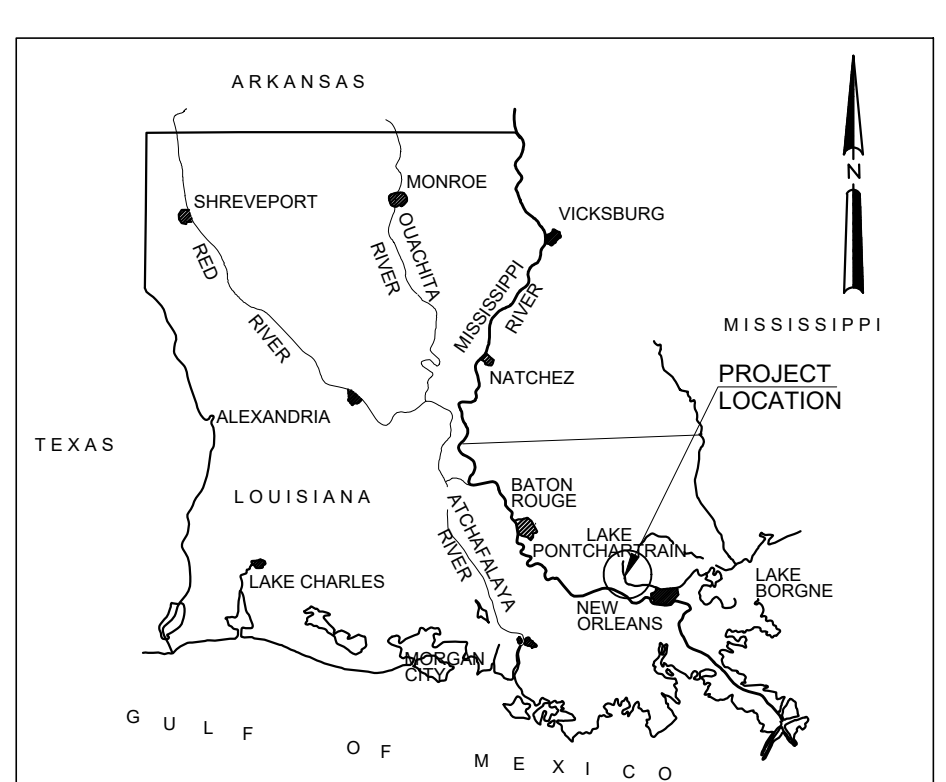 ARKANSAS
N
SHREVEPORT
MONROE
VICKSBURG
RED
RIVER
OUACHITA
RIVER
MISSISSIPPI
RIVER
MISSISSIPPI
NATCHEZ
PROJECT
LOCATION
ALEXANDRIA
TEXAS
LOUISIANA
BATON
ROUGE
ATCHAFALAYA
RIVER
LAKE
PONTCHARTRAIN
LAKE CHARLES
LAKE
BORGNE
NEW
ORLEANS
MORGAN
CITY
GULF OF MEXICO